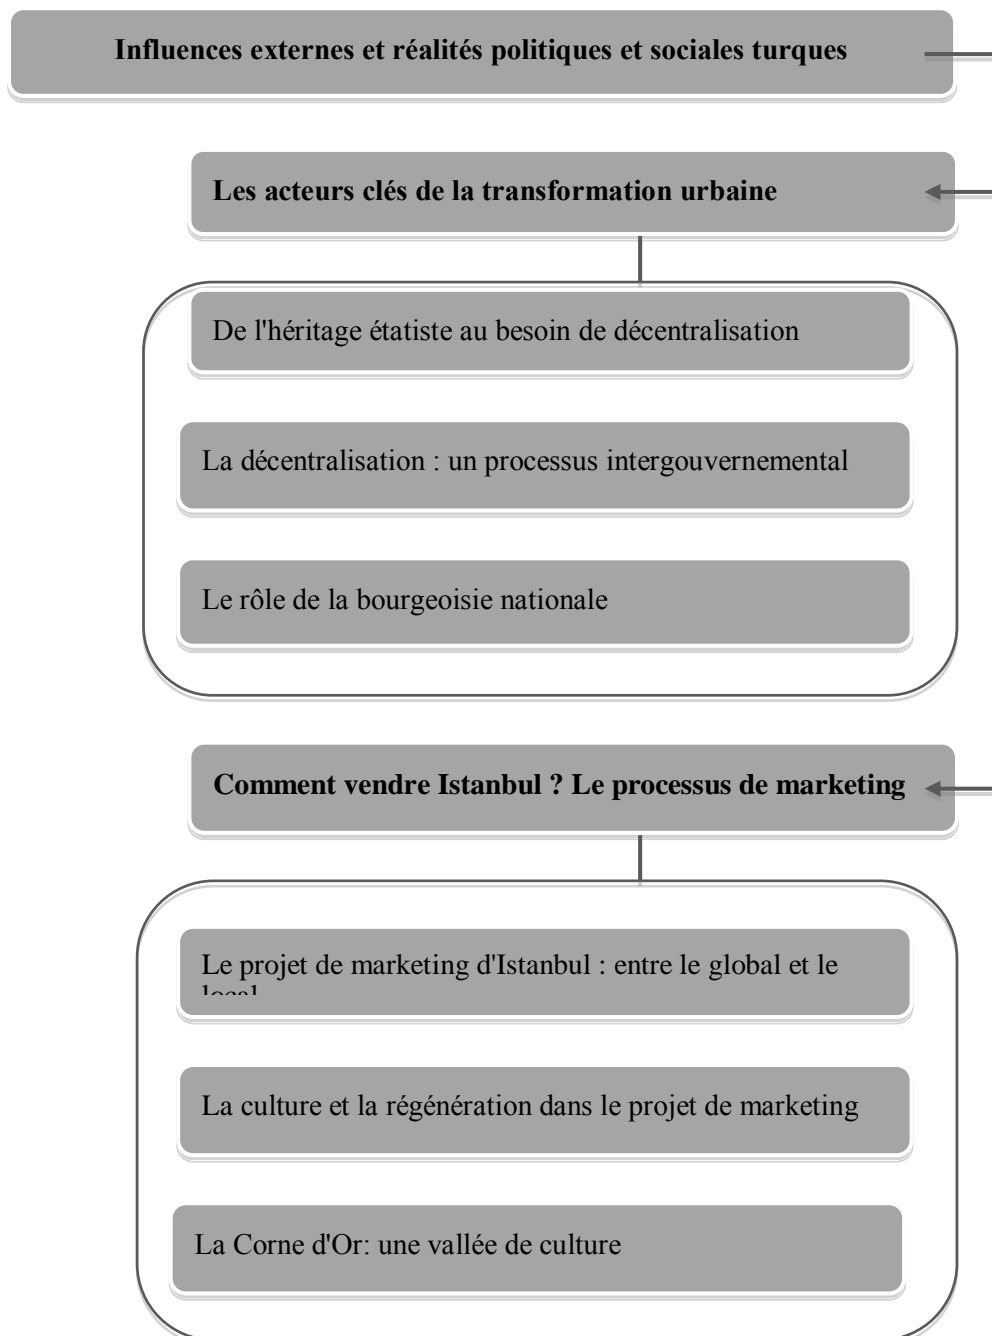 Influences externes et réalités politiques et sociales turques
Les acteurs clés de la transformation urbaine
De l'héritage étatiste au besoin de décentralisation
La décentralisation : un processus intergouvernemental
Le rôle de la bourgeoisie nationale
Comment vendre Istanbul ? Le processus de marketing
Le projet de marketing d'Istanbul : entre le global et le
local
La culture et la régénération dans le projet de marketing
La Corne d'Or: une vallée de culture